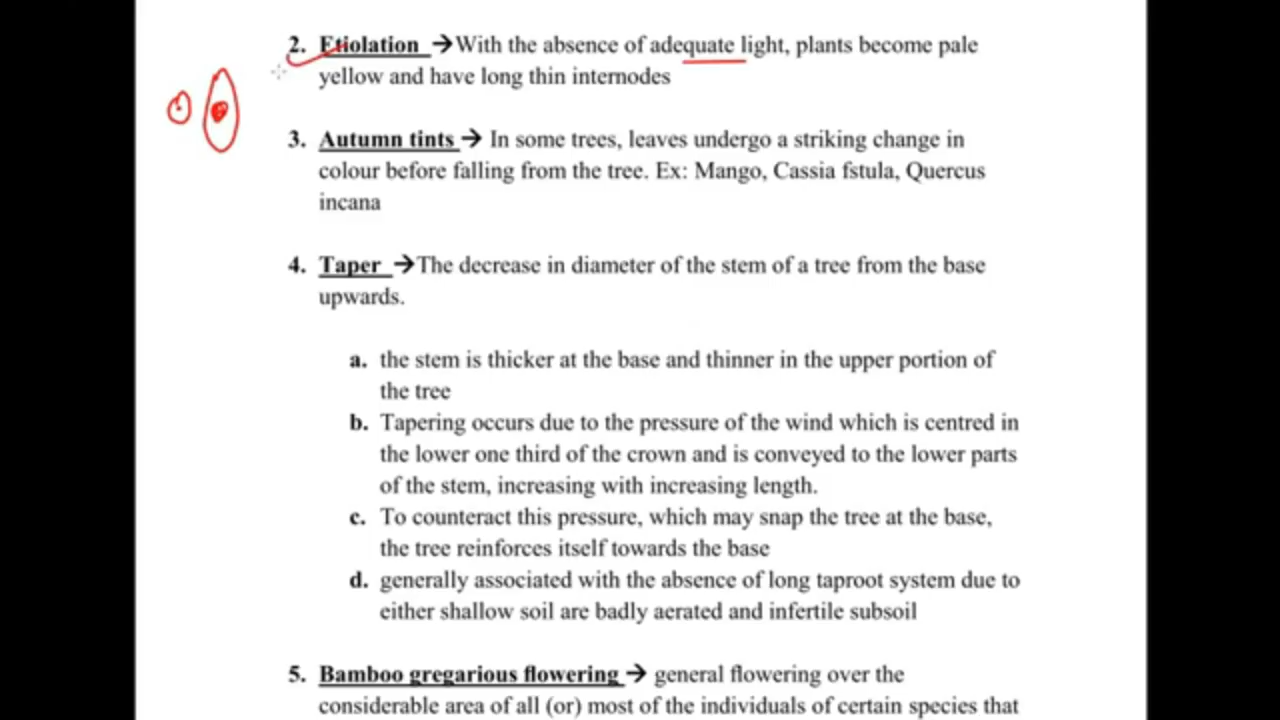 2. Etiolation →With the absence of adequate light, plants become pale
yellow and have long thin internodes
3. Autumn tints → In some trees, leaves undergo a striking change in
colour before falling from the tree. Ex: Mango, Cassia fstula, Quercus
incana
4. Taper →The decrease in diameter of the stem of a tree from the base
upwards.
a. the stem is thicker at the base and thinner in the upper portion of
the tree
b. Tapering occurs due to the pressure of the wind which is centred in
the lower one third of the crown and is conveyed to the lower parts
of the stem, increasing with increasing length.
c. To counteract this pressure, which may snap the tree at the base,
the tree reinforces itself towards the base
d. generally associated with the absence of long taproot system due to
either shallow soil are badly aerated and infertile subsoil
5. Bamboo gregarious flowering → general flowering over the
considerable area of all (or) most of the individuals of certain species that